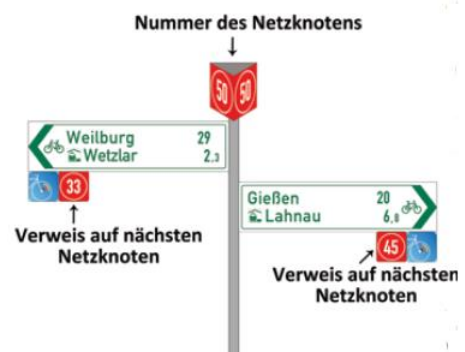 Nummer des Netzknotens
50 50
Weilburg 29
Wetzlar 2,3
33
Verweis auf nächsten
Netzknoten
Gießen 20
Lahnau 6,8
45
Verweis auf nächsten
Netzknoten